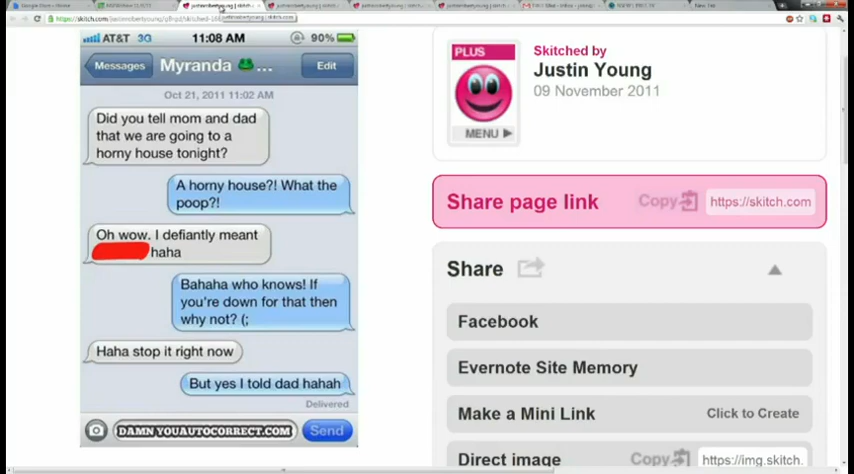 AT&T 3G 11:08 AM 90%
Messages Myranda ... Edit
Oct 21, 2011 11:02 AM
Did you tell mom and dad
that we are going to a
horny house tonight?
A horny house?! What the
poop?!
Oh wow. I defiantly meant
haha
Bahaha who knows! If
you're down for that then
why not? (;
Haha stop it right now
But yes I told dad hahah
Delivered
DAMN YOUAUTOCORRECT.COM Send
PLUS
MENU
Skitched by
Justin Young
09 November 2011
Share page link Copy https://skitch.com
Share
Facebook
Evernote Site Memory
Make a Mini Link Click to Create
Direct image Copy https://img.skitch.